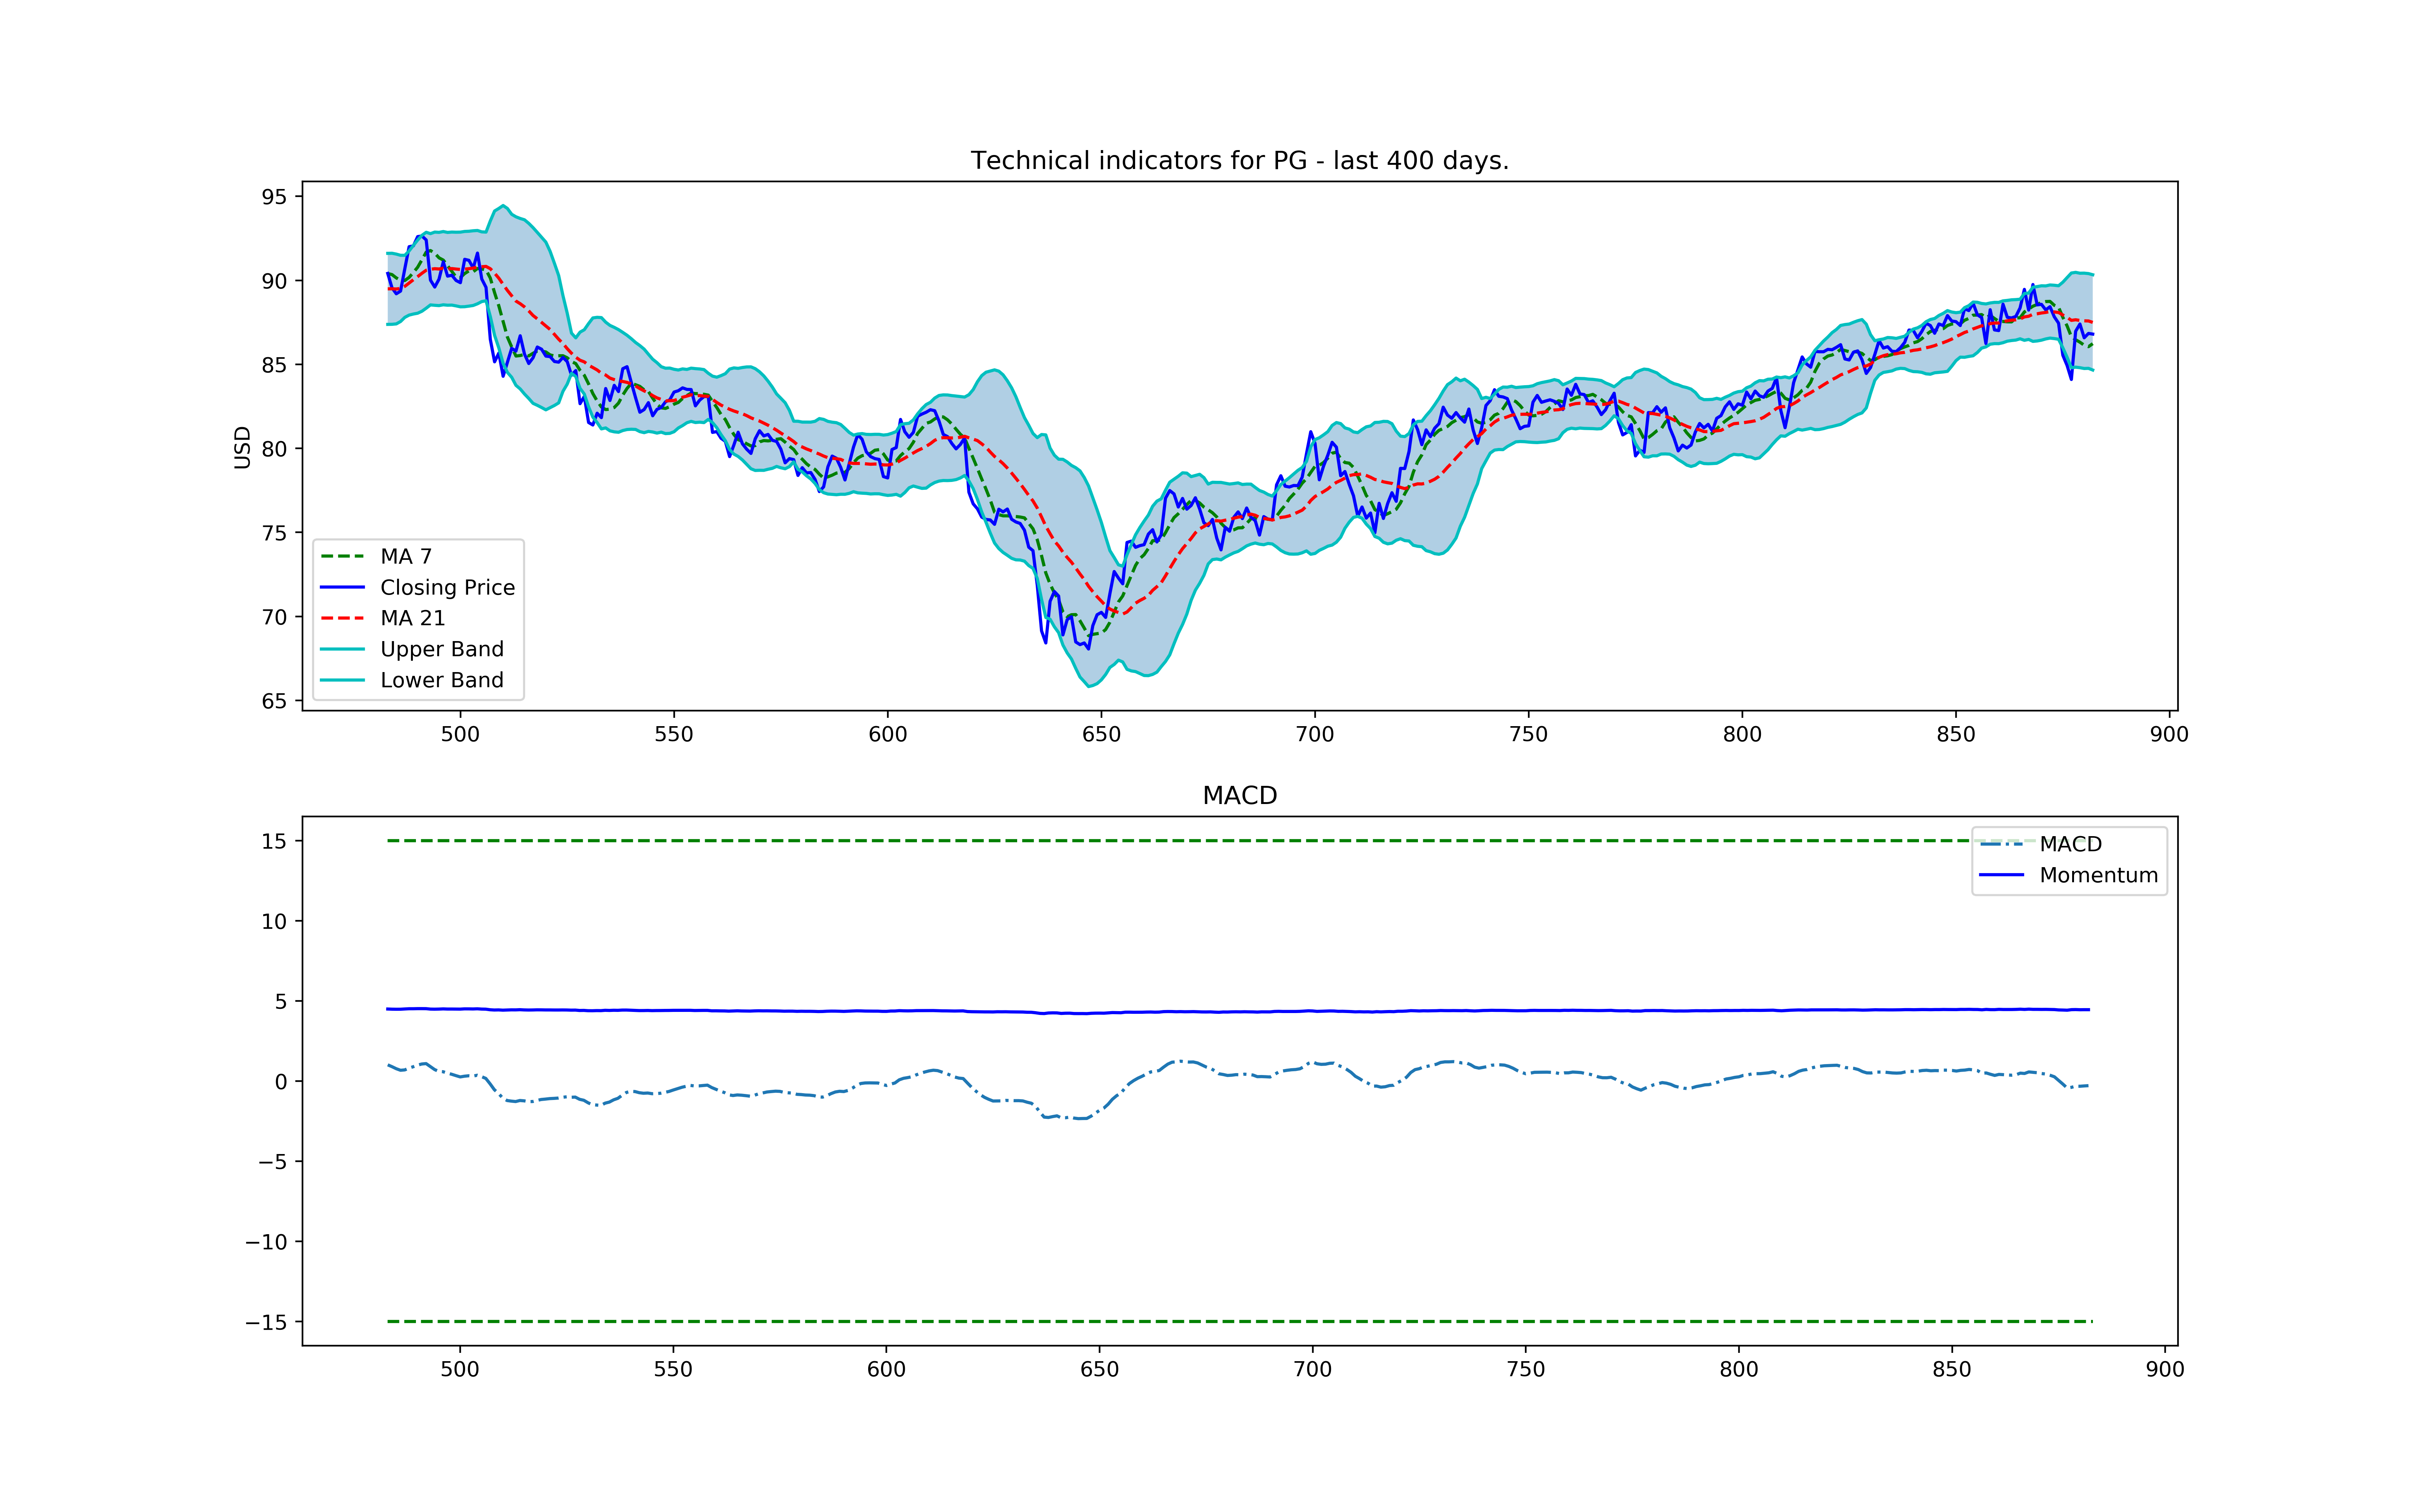 Technical indicators for PG - last 400 days.
95
90
85
80
75
70
65
USD
MA 7
Closing Price
MA 21
Upper Band
Lower Band
500 550 600 650 700 750 800 850 900
MACD
15
10
5
0
−5
−10
−15
MACD
Momentum
500 550 600 650 700 750 800 850 900